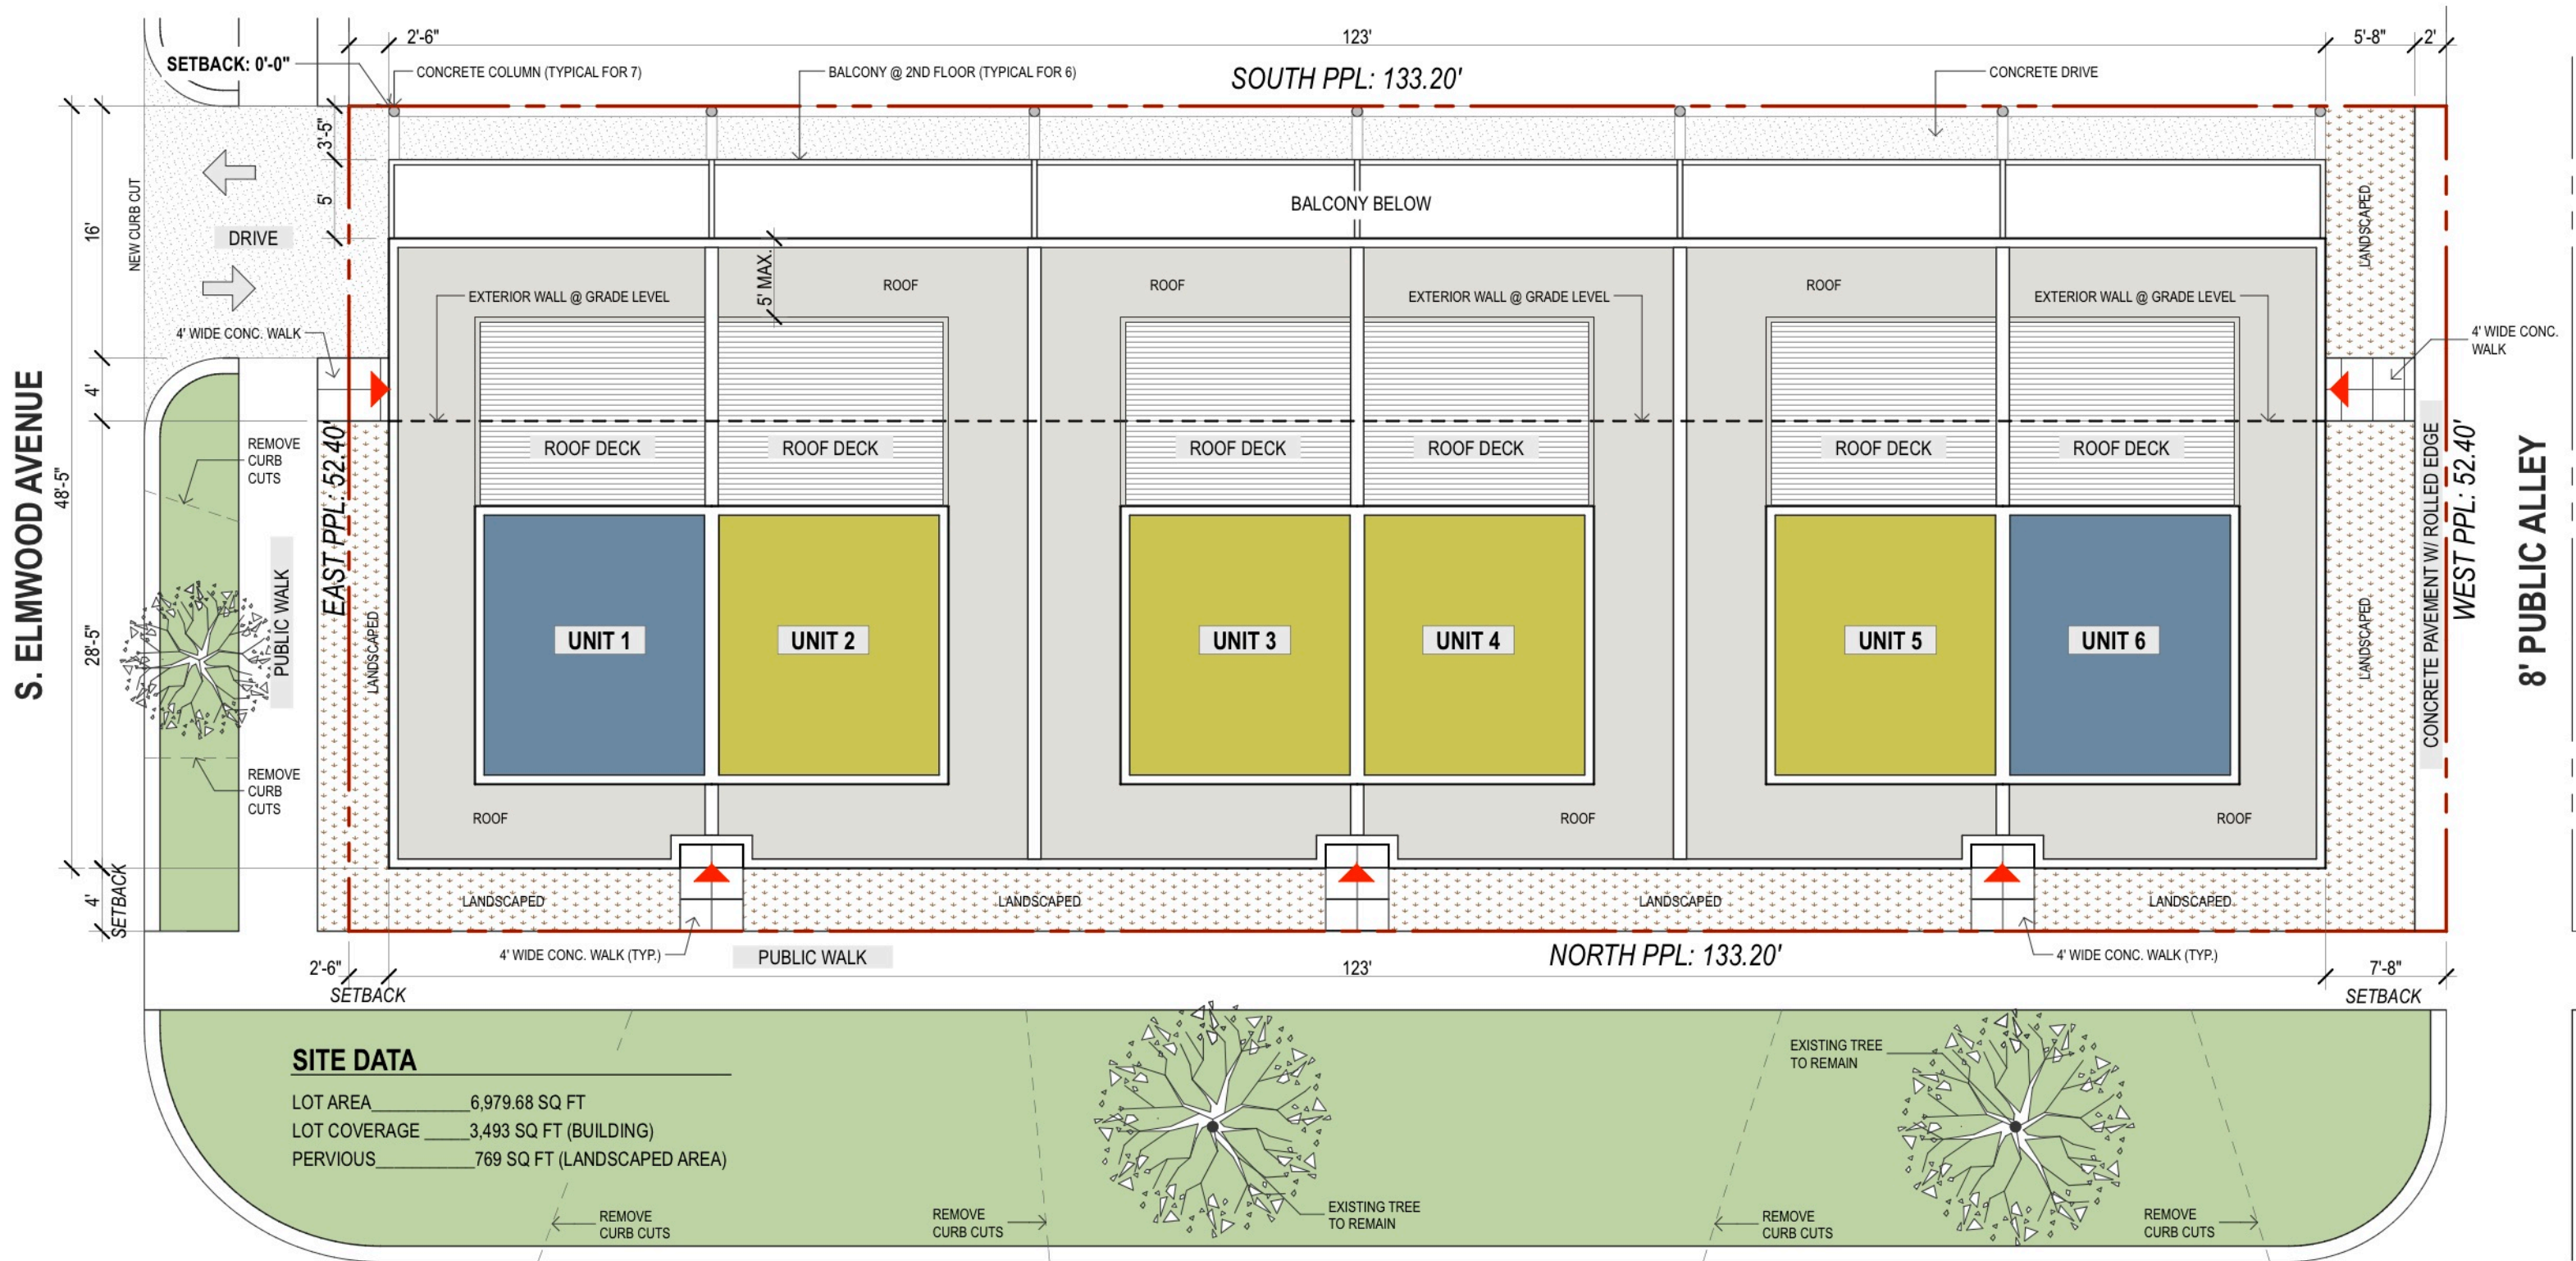 2'-6"
123'
5'-8"
2'
SETBACK: 0'-0"
CONCRETE COLUMN (TYPICAL FOR 7)
BALCONY @ 2ND FLOOR (TYPICAL FOR 6)
SOUTH PPL: 133.20'
CONCRETE DRIVE
3'-5"
5'
16'
NEW CURB CUT
DRIVE
BALCONY BELOW
LANDSCAPED
5' MAX.
ROOF
ROOF
ROOF
EXTERIOR WALL @ GRADE LEVEL
EXTERIOR WALL @ GRADE LEVEL
EXTERIOR WALL @ GRADE LEVEL
4' WIDE CONC. WALK
4' WIDE CONC.
WALK
4'
S. ELMWOOD AVENUE
48'-5"
REMOVE
CURB
CUTS
EAST PPL: 52.40'
ROOF DECK
ROOF DECK
ROOF DECK
ROOF DECK
ROOF DECK
ROOF DECK
CONCRETE PAVEMENT W/ ROLLED EDGE
WEST PPL: 52.40'
8' PUBLIC ALLEY
28'-5"
PUBLIC WALK
LANDSCAPED
UNIT 1
UNIT 2
UNIT 3
UNIT 4
UNIT 5
UNIT 6
LANDSCAPED
REMOVE
CURB
CUTS
ROOF
ROOF
ROOF
4'
SETBACK
LANDSCAPED
LANDSCAPED
LANDSCAPED
LANDSCAPED
4' WIDE CONC. WALK (TYP.)
PUBLIC WALK
NORTH PPL: 133.20'
4' WIDE CONC. WALK (TYP.)
2'-6"
123'
7'-8"
SETBACK
SETBACK
SITE DATA
LOT AREA__________6,979.68 SQ FT
LOT COVERAGE _____3,493 SQ FT (BUILDING)
PERVIOUS___________769 SQ FT (LANDSCAPED AREA)
EXISTING TREE
TO REMAIN
EXISTING TREE
TO REMAIN
REMOVE
CURB CUTS
REMOVE
CURB CUTS
REMOVE
CURB CUTS
REMOVE
CURB CUTS